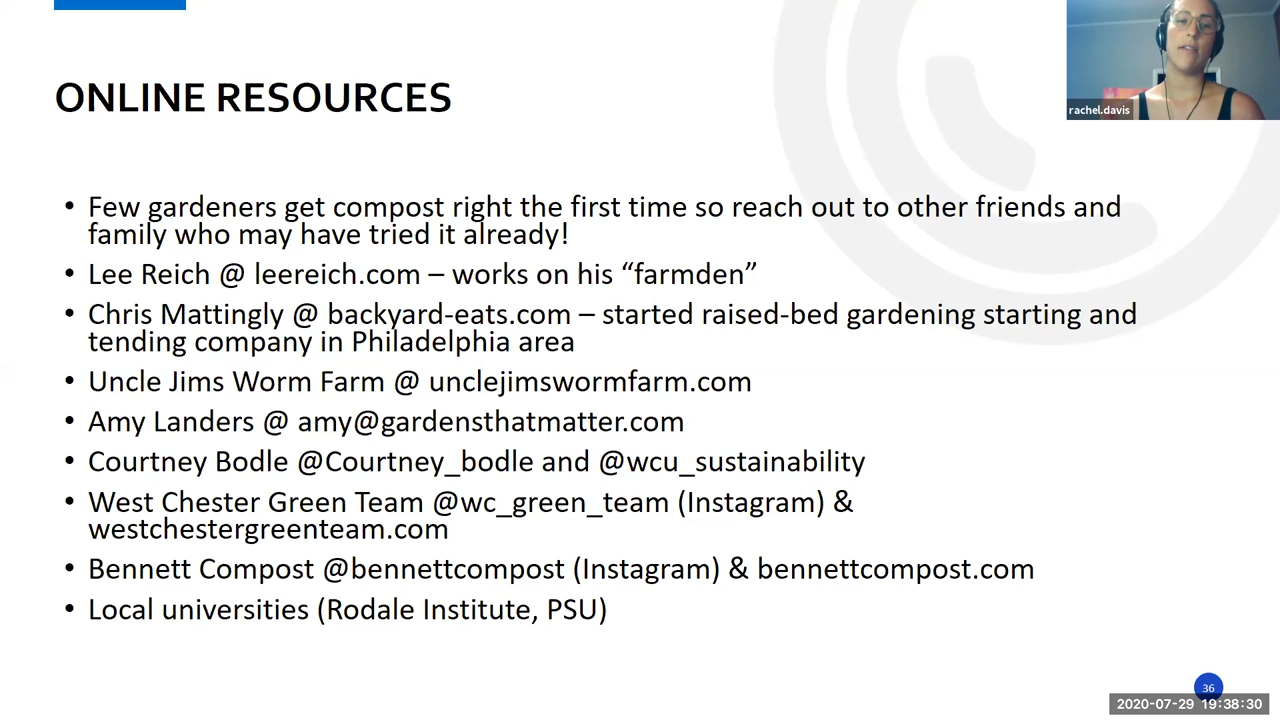 ONLINE RESOURCES
rachel.davis
• Few gardeners get compost right the first time so reach out to other friends and
family who may have tried it already!
• Lee Reich @ leereich.com – works on his “farmden”
• Chris Mattingly @ backyard-eats.com – started raised-bed gardening starting and
tending company in Philadelphia area
• Uncle Jims Worm Farm @ unclejimswormfarm.com
• Amy Landers @ amy@gardensthatmatter.com
• Courtney Bodle @Courtney_bodle and @wcu_sustainability
• West Chester Green Team @wc_green_team (Instagram) &
westchestergreenteam.com
• Bennett Compost @bennettcompost (Instagram) & bennettcompost.com
• Local universities (Rodale Institute, PSU)
36
2020-07-29 19:38:30